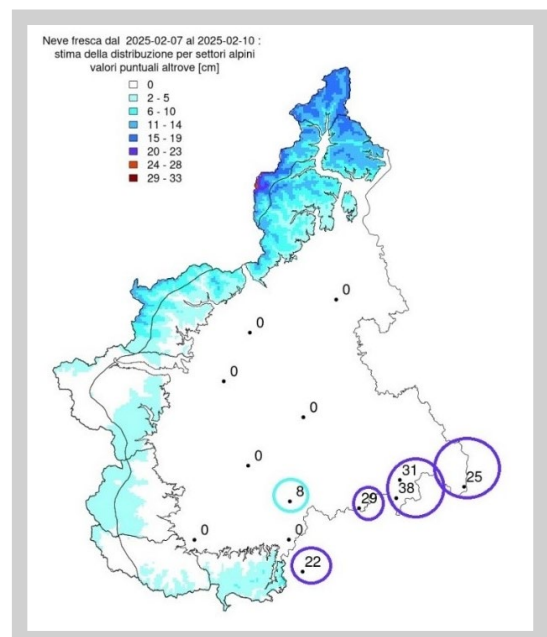 Neve fresca dal 2025-02-07 al 2025-02-10 :
stima della distribuzione per settori alpini
valori puntuali altrove [cm]
0
2 - 5
6 - 10
11 - 14
15 - 19
20 - 23
24 - 28
29 - 33
0
0
0
0
0
31
25
8
29
38
0
0
22